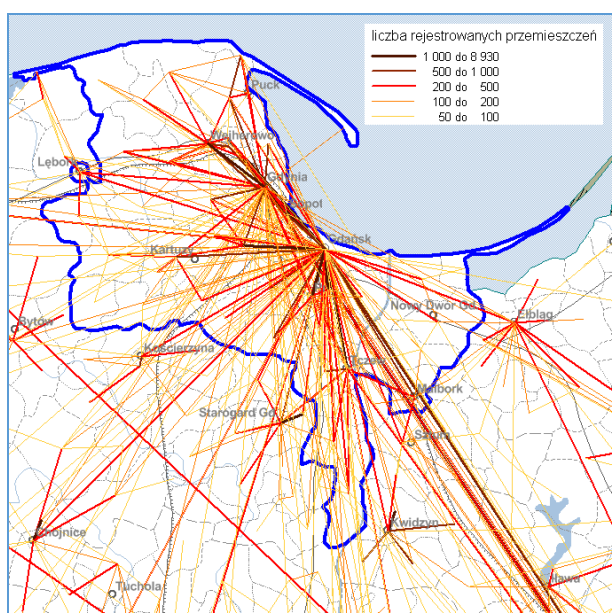 liczba rejestrowanych przemieszczeń
1 000 do 8 930
500 do 1 000
200 do 500
100 do 200
50 do 100
Puck
Wejherowo
Lębork
Gdynia
Gdańsk
Kartuzy
Nowy Dwór Gd.
Elbląg
Bytów
Kościerzyna
Tczew
Malbork
Starogard Gd.
Sztum
Kwidzyn
Chojnice
Tuchola
Iława